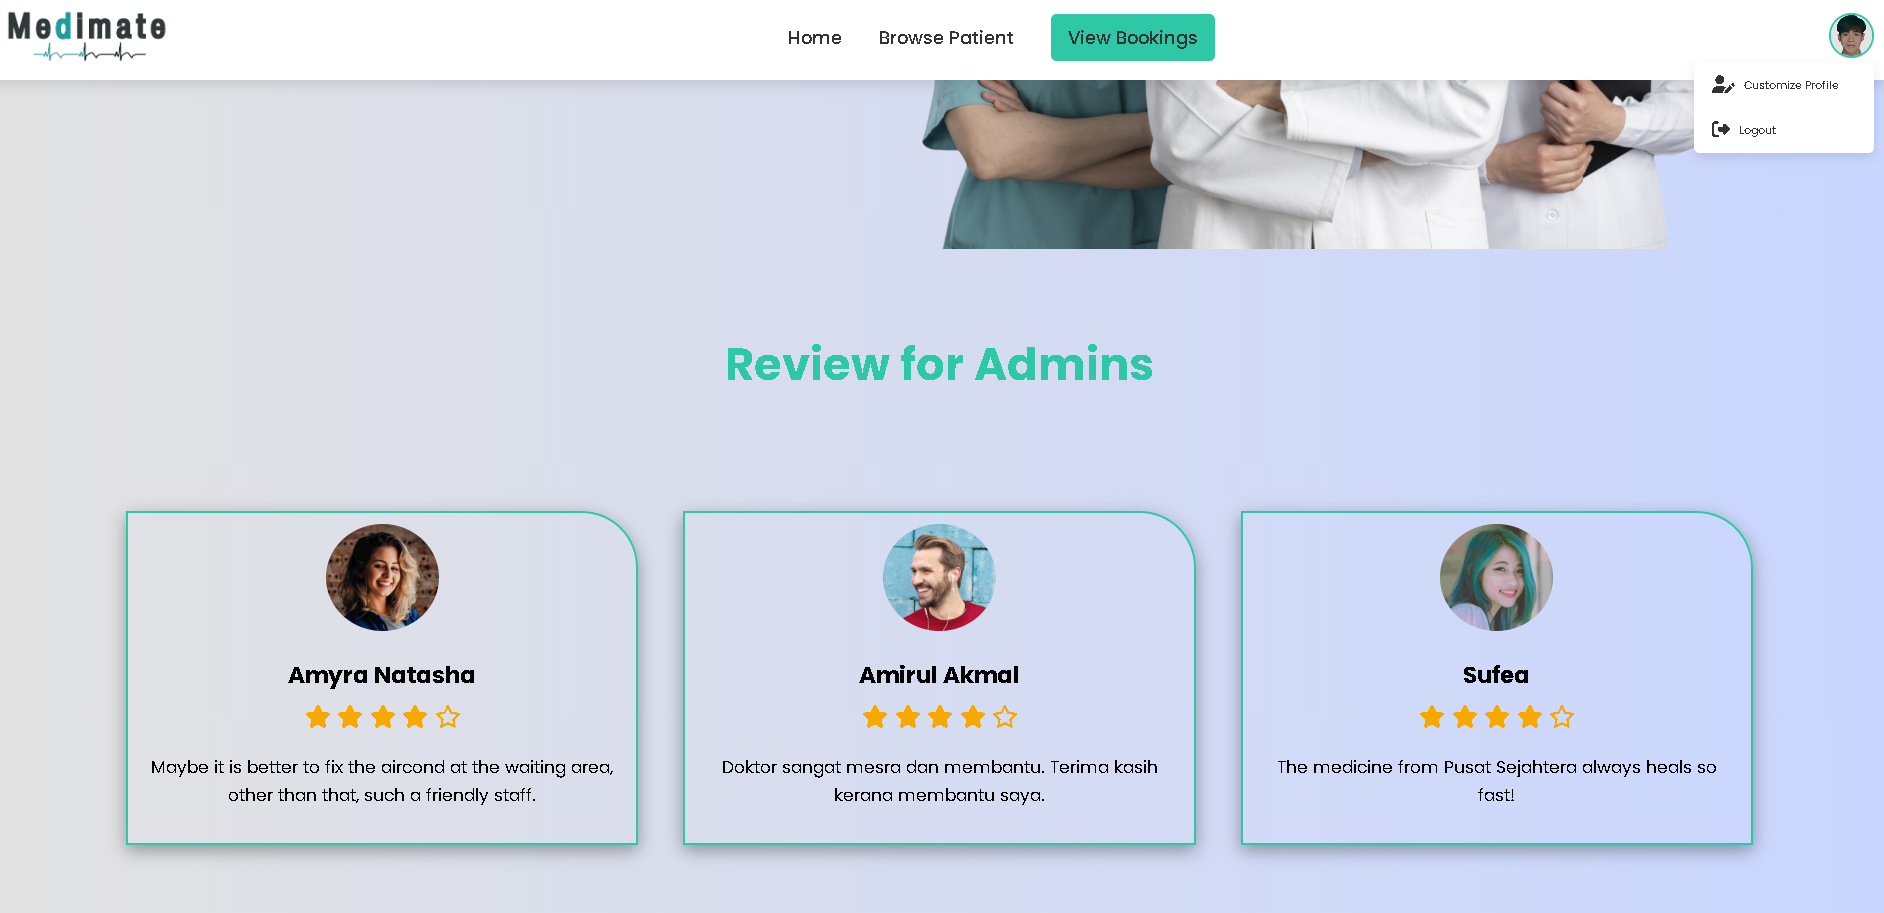 Medimate
Home
Browse Patient
View Bookings
Customize Profile
Logout
Review for Admins
Amyra Natasha
Maybe it is better to fix the aircond at the waiting area,
other than that, such a friendly staff.
Amirul Akmal
Doktor sangat mesra dan membantu. Terima kasih
kerana membantu saya.
Sufea
The medicine from Pusat Sejahtera always heals so
fast!